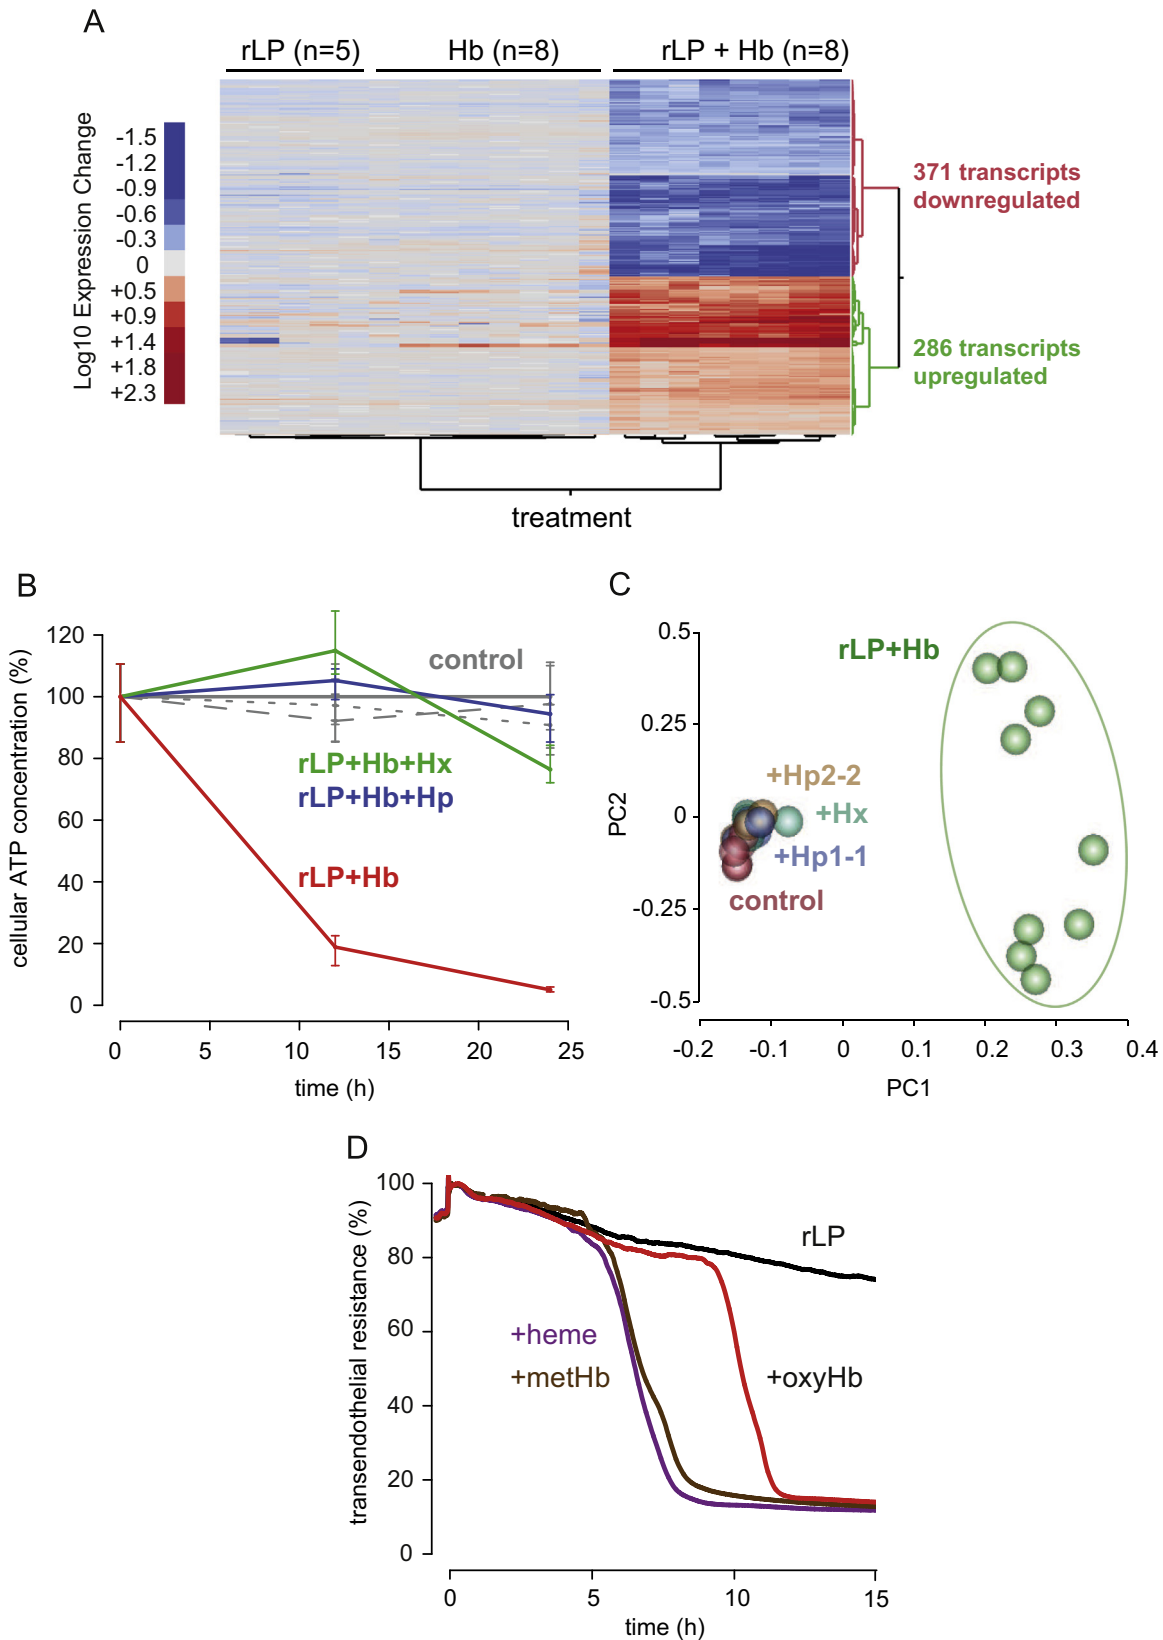 A
rLP (n=5)
Hb (n=8)
rLP + Hb (n=8)
Log10 Expression Change
-1.5
-1.2
-0.9
-0.6
-0.3
0
+0.5
+0.9
+1.4
+1.8
+2.3
371 transcripts
downregulated
286 transcripts
upregulated
treatment
B
cellular ATP concentration (%)
120
100
80
60
40
20
0
control
rLP+Hb+Hx
rLP+Hb+Hp
rLP+Hb
0 5 10 15 20 25
time (h)
C
PC2
0.5
0.25
0
-0.25
-0.5
rLP+Hb
+Hp2-2
+Hx
+Hp1-1
control
-0.2 -0.1 0 0.1 0.2 0.3 0.4
PC1
D
transendothelial resistance (%)
100
80
60
40
20
0
rLP
+heme
+metHb
+oxyHb
0 5 10 15
time (h)